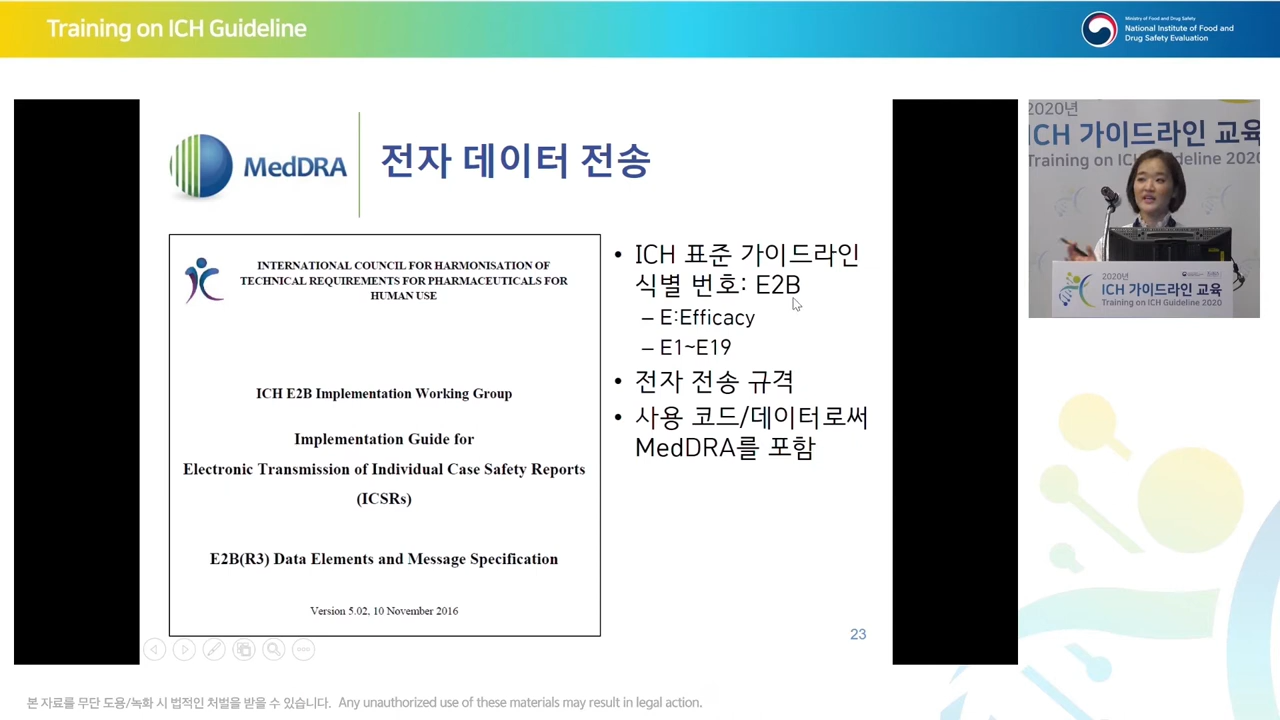 Training on ICH Guideline
Ministry of Food and Drug Safety
National Institute of Food and
Drug Safety Evaluation
MedDRA
전자 데이터 전송
INTERNATIONAL COUNCIL FOR HARMONISATION OF
TECHNICAL REQUIREMENTS FOR PHARMACEUTICALS FOR
HUMAN USE
ICH E2B Implementation Working Group
Implementation Guide for
Electronic Transmission of Individual Case Safety Reports
(ICSRs)
E2B(R3) Data Elements and Message Specification
Version 5.02, 10 November 2016
• ICH 표준 가이드라인
식별 번호: E2B
– E:Efficacy
– E1~E19
• 전자 전송 규격
• 사용 코드/데이터로써
MedDRA를 포함
23
2020년
ICH 가이드라인 교육
Training on ICH Guideline 2020
2020년
ICH 가이드라인 교육
Training on ICH Guideline 2020
본 자료를 무단 도용/녹화 시 법적인 처벌을 받을 수 있습니다. Any unauthorized use of these materials may result in legal action.